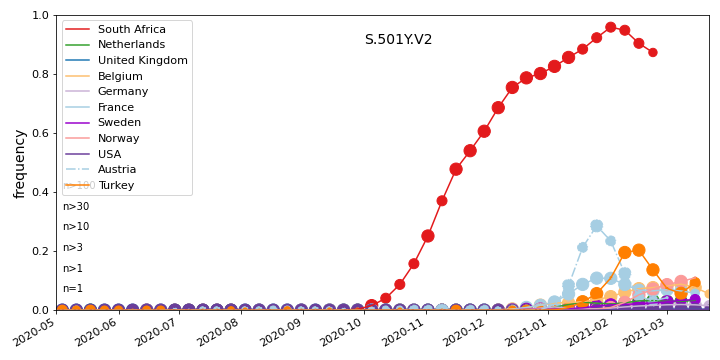 S.501Y.V2
frequency
1.0
0.8
0.6
0.4
0.2
0.0
South Africa
Netherlands
United Kingdom
Belgium
Germany
France
Sweden
Norway
USA
Austria
Turkey
n>100
n>30
n>10
n>3
n>1
n=1
2020-05
2020-06
2020-07
2020-08
2020-09
2020-10
2020-11
2020-12
2021-01
2021-02
2021-03